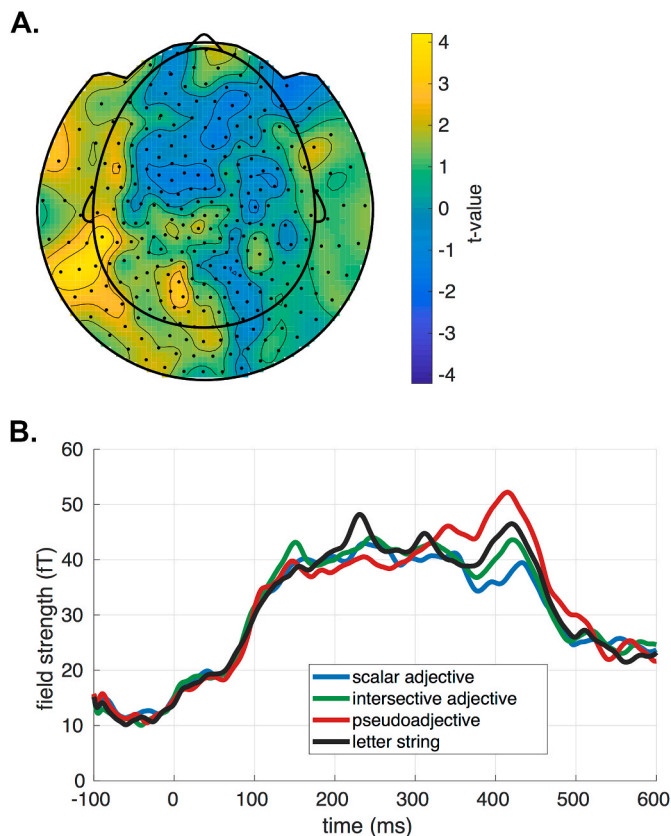 A.
4
3
2
1
0
-1
-2
-3
-4
t-value
B.
60
50
40
30
20
10
0
field strength (fT)
scalar adjective
intersective adjective
pseudoadjective
letter string
-100 0 100 200 300 400 500 600
time (ms)